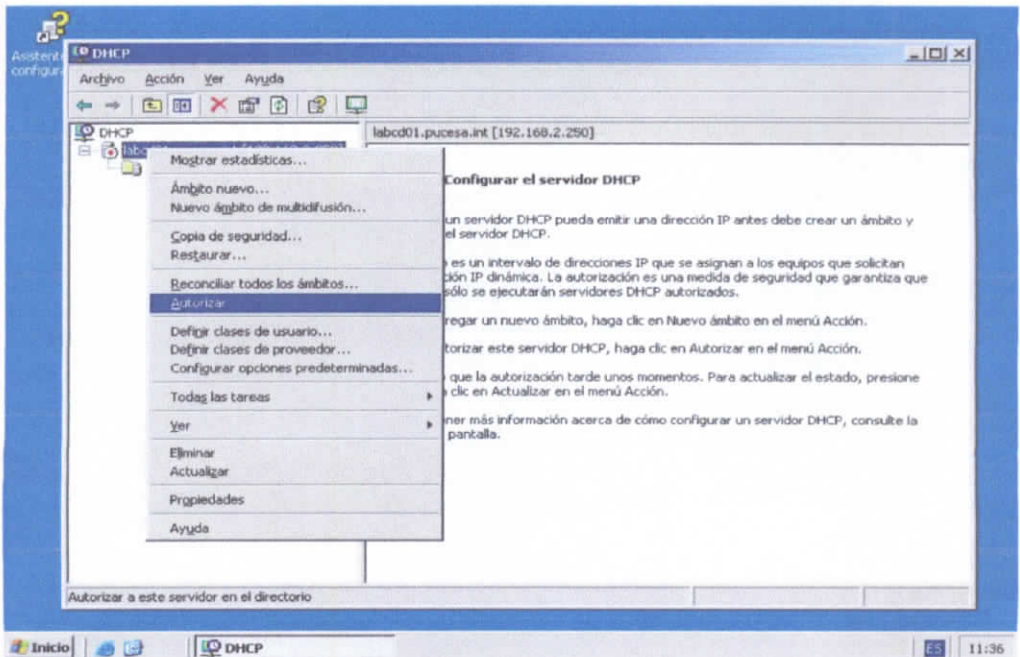 Asistente
configur
DHCP
Archivo Acción Ver Ayuda
DHCP
labcd01.pucesa.int [192.168.2.250]
Mostrar estadísticas...
Ámbito nuevo...
Nuevo ámbito de multidifusión...
Copia de seguridad...
Restaurar...
Reconciliar todos los ámbitos...
Autorizar
Definir clases de usuario...
Definir clases de proveedor...
Configurar opciones predeterminadas...
Todas las tareas
Ver
Eliminar
Actualizar
Propiedades
Ayuda
Configurar el servidor DHCP
un servidor DHCP pueda emitir una dirección IP antes debe crear un ámbito y
el servidor DHCP.
es un intervalo de direcciones IP que se asignan a los equipos que solicitan
ión IP dinámica. La autorización es una medida de seguridad que garantiza que
sólo se ejecutarán servidores DHCP autorizados.
regar un nuevo ámbito, haga clic en Nuevo ámbito en el menú Acción.
torizar este servidor DHCP, haga clic en Autorizar en el menú Acción.
que la autorización tarde unos momentos. Para actualizar el estado, presione
clic en Actualizar en el menú Acción.
ner más información acerca de cómo configurar un servidor DHCP, consulte la
pantalla.
Autorizar a este servidor en el directorio
Inicio DHCP ES 11:36